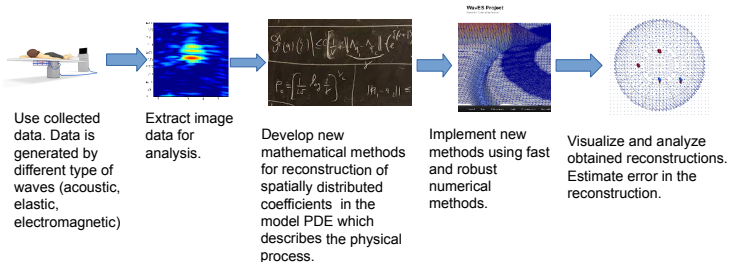 WavES Project
Use collected
data. Data is
generated by
different type of
waves (acoustic,
elastic,
electromagnetic)
Extract image
data for
analysis.
Develop new
mathematical methods
for reconstruction of
spatially distributed
coefficients in the
model PDE which
describes the physical
process.
Implement new
methods using fast
and robust
numerical
methods.
Visualize and analyze
obtained reconstructions.
Estimate error in the
reconstruction.